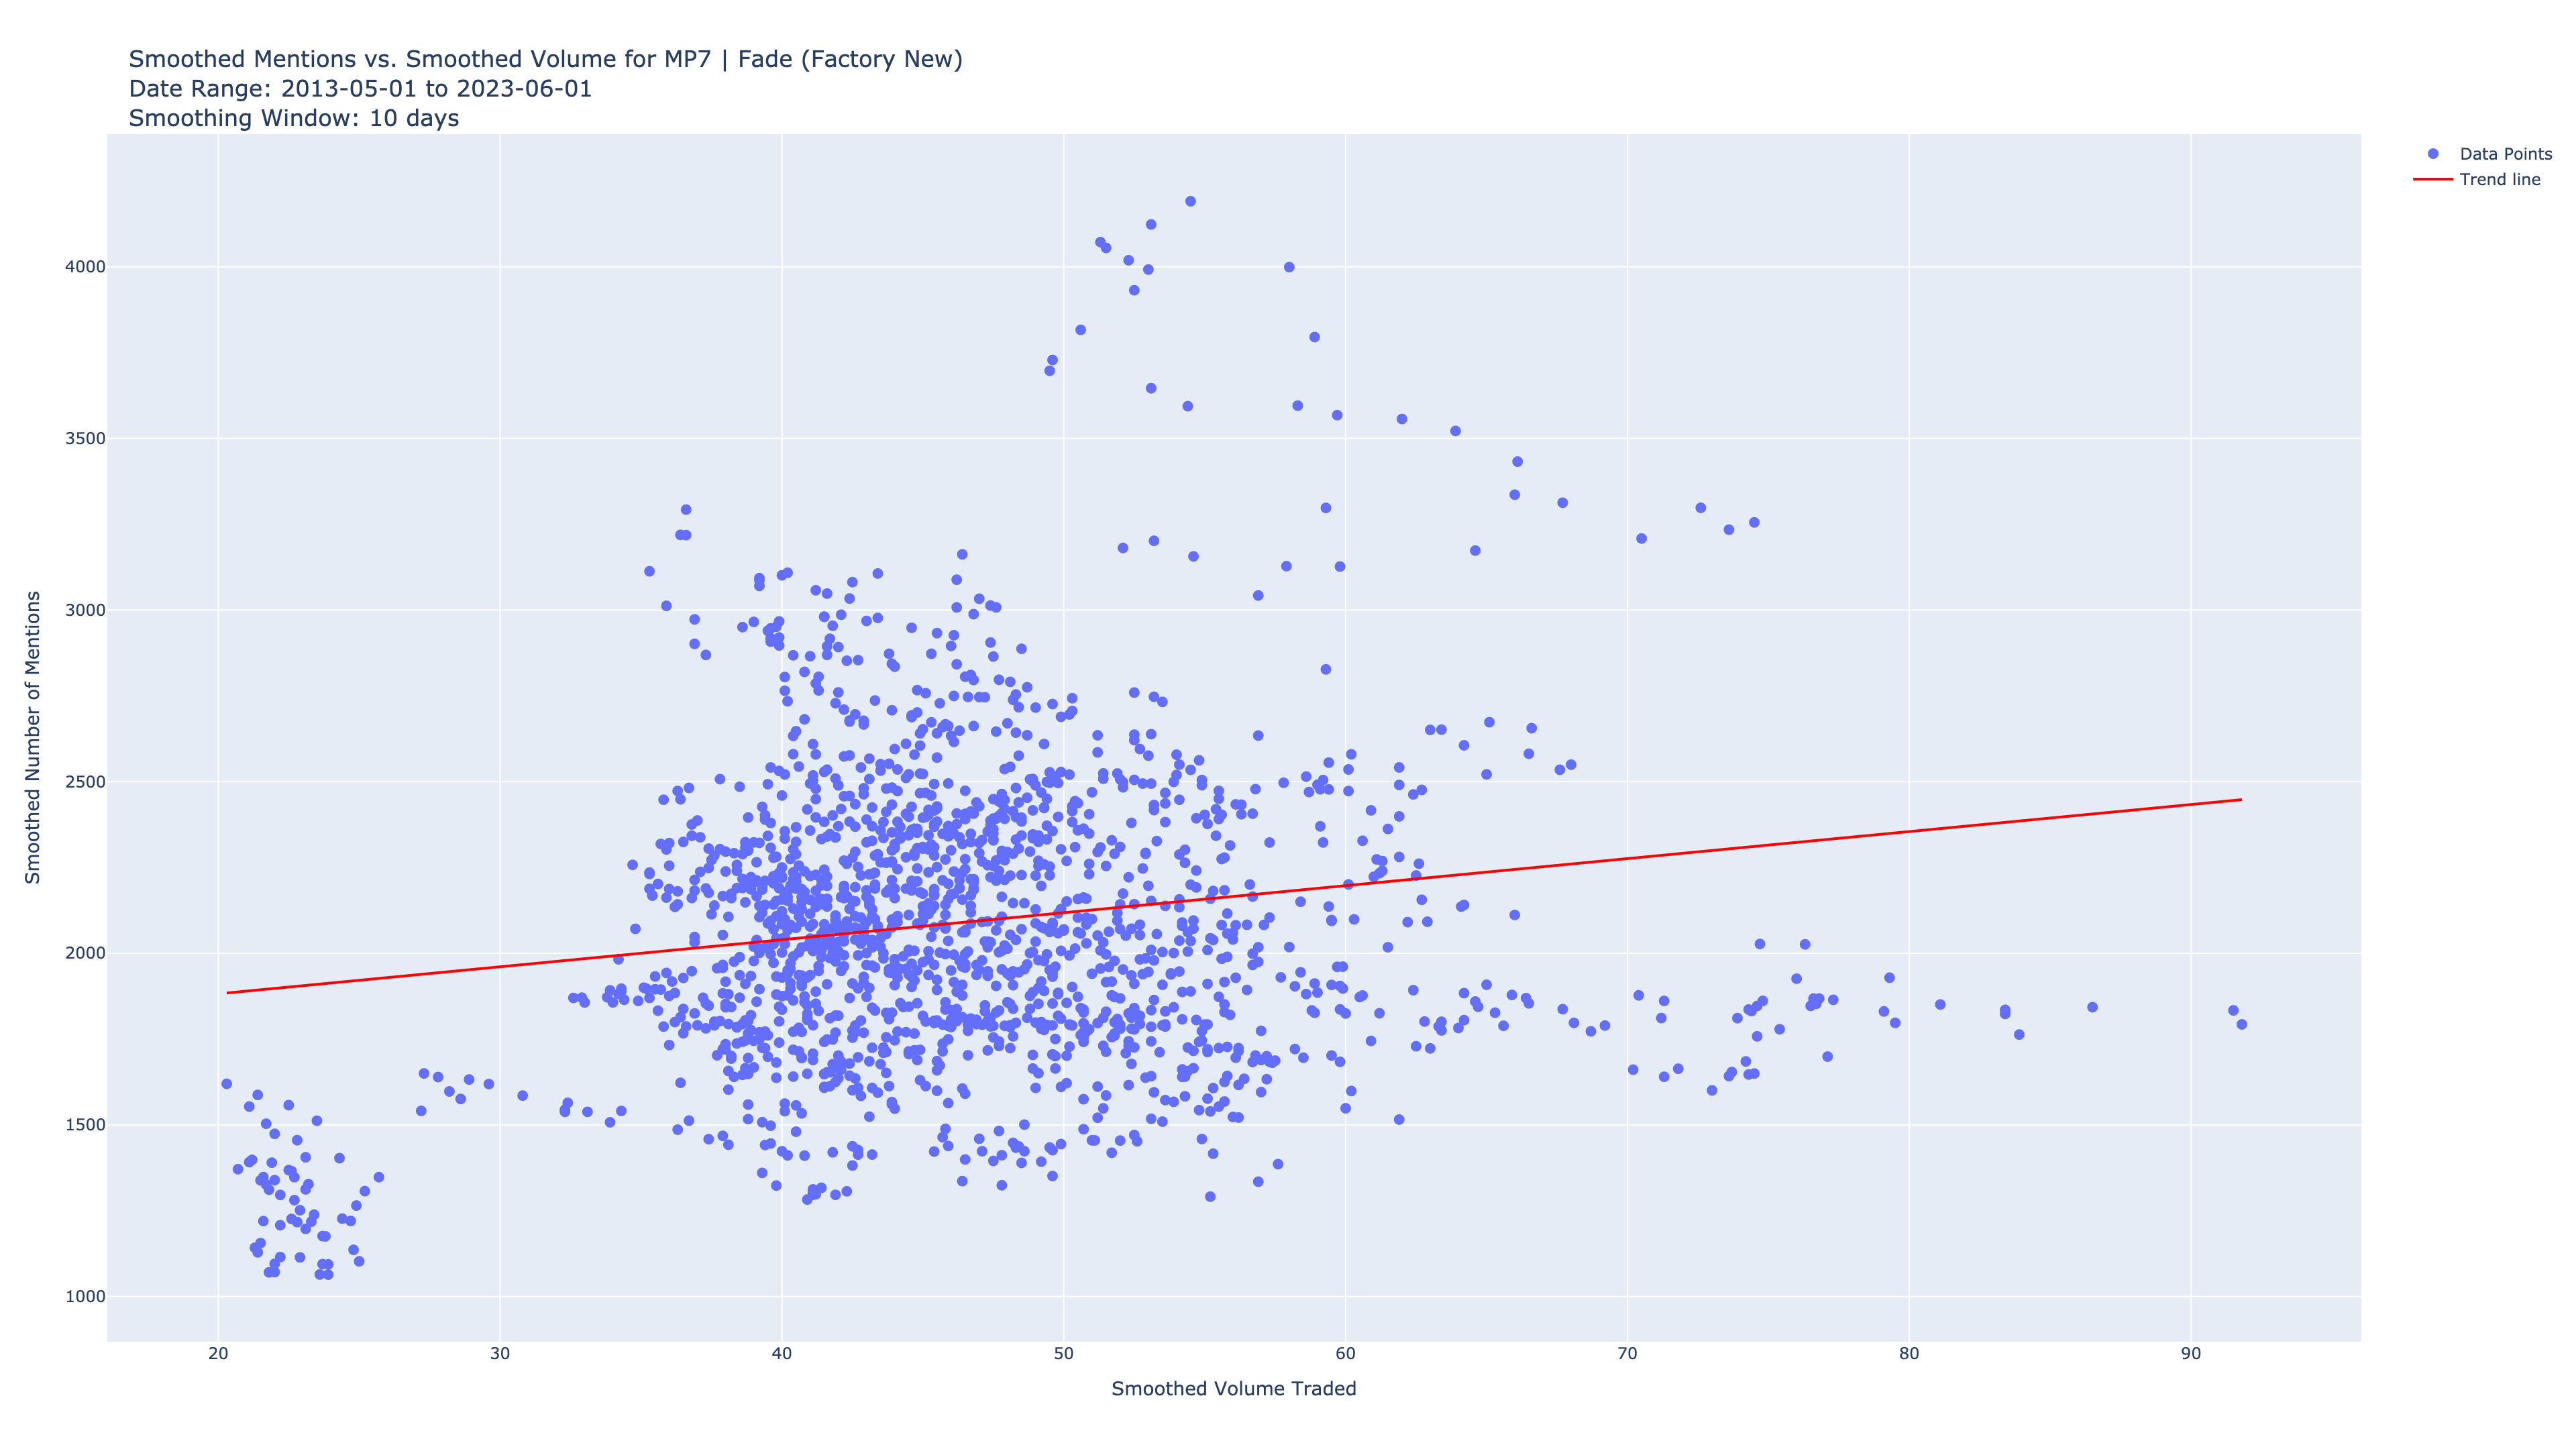 Smoothed Mentions vs. Smoothed Volume for MP7 | Fade (Factory New)
Date Range: 2013-05-01 to 2023-06-01
Smoothing Window: 10 days
Data Points
Trend line
Smoothed Number of Mentions
4000
3500
3000
2500
2000
1500
1000
20 30 40 50 60 70 80 90
Smoothed Volume Traded